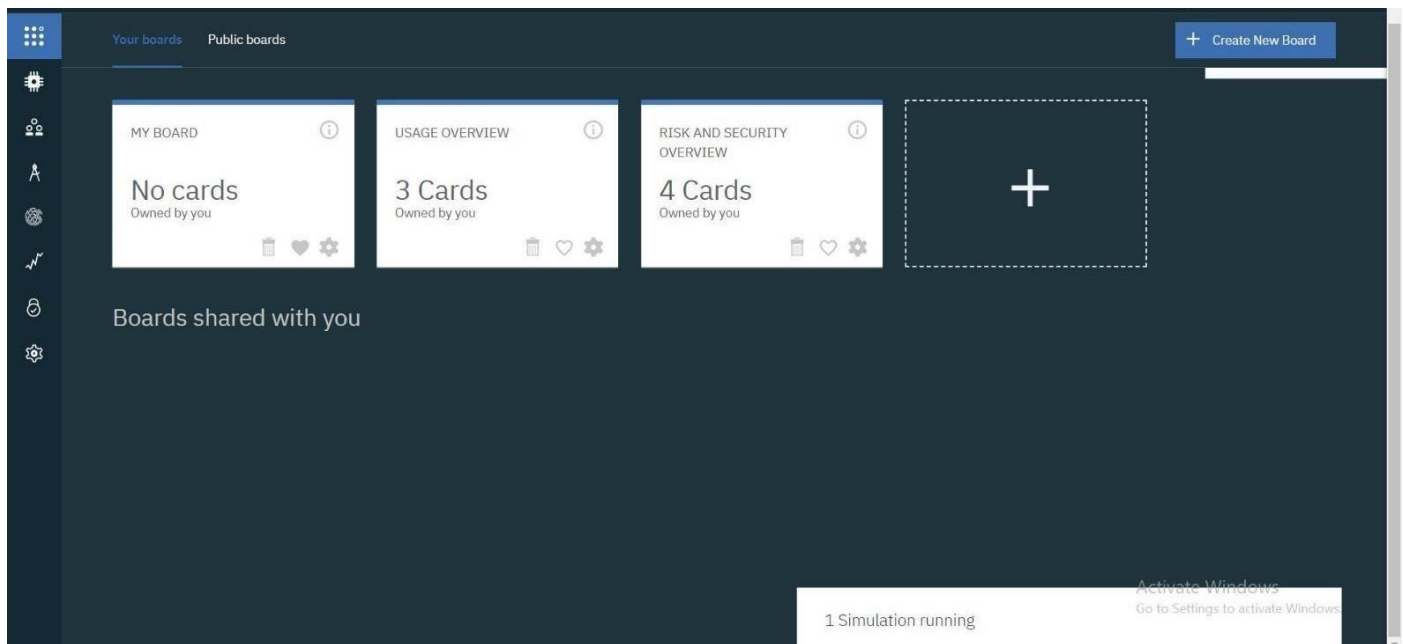 Your boards
Public boards
+ Create New Board
MY BOARD
No cards
Owned by you
USAGE OVERVIEW
3 Cards
Owned by you
RISK AND SECURITY
OVERVIEW
4 Cards
Owned by you
Boards shared with you
1 Simulation running
Activate Windows
Go to Settings to activate Windows.